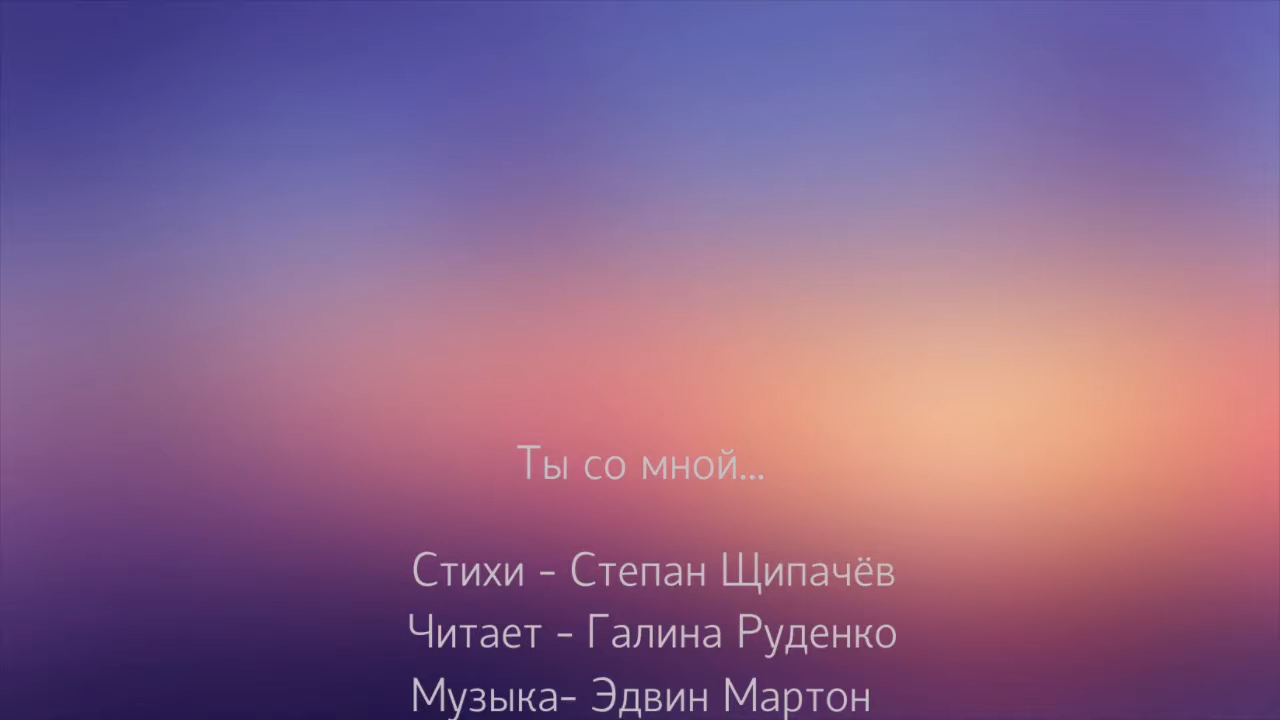 Ты со мной...
Стихи - Степан Щипачёв
Читает - Галина Руденко
Музыка- Эдвин Мартон